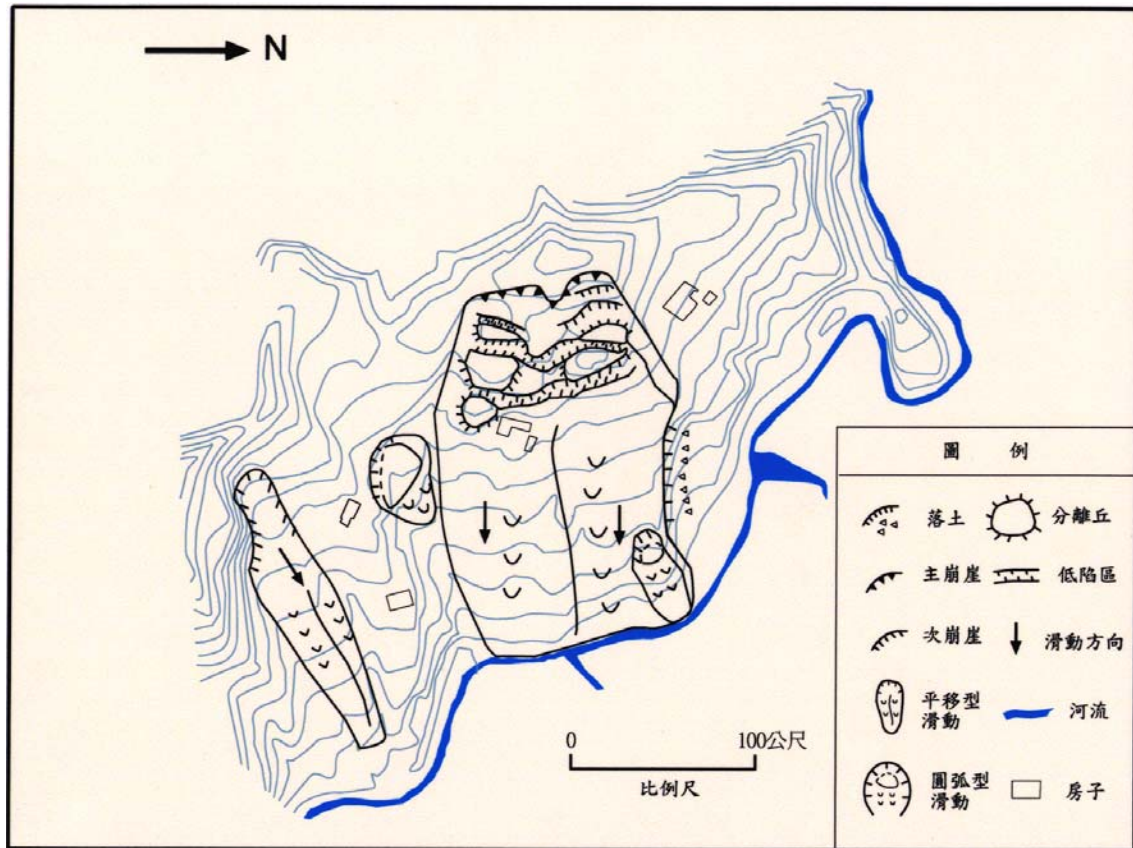 N
0 100公尺
比例尺
圖 例
落土 分離丘
主崩崖 低陷區
次崩崖 滑動方向
平移型
滑動
河流
圓弧型
滑動
房子